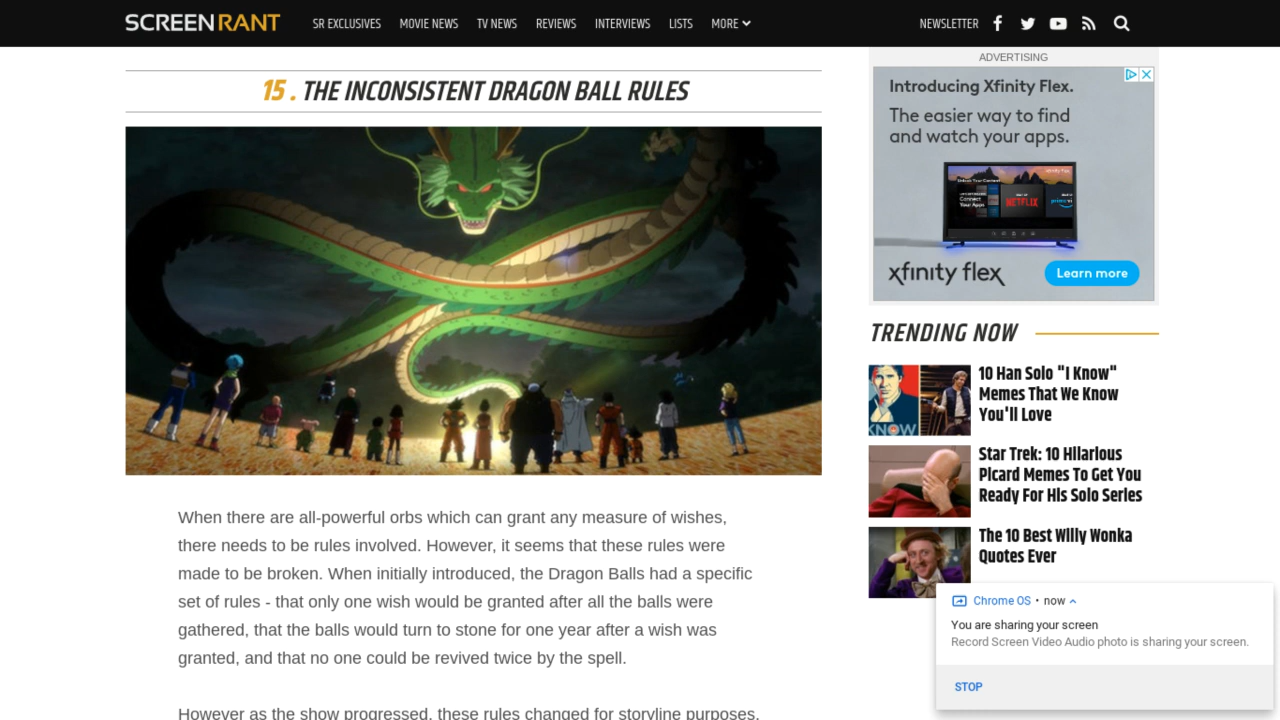 SCREEN RANT
SR EXCLUSIVES MOVIE NEWS TV NEWS REVIEWS INTERVIEWS LISTS MORE
NEWSLETTER
15 . THE INCONSISTENT DRAGON BALL RULES
When there are all-powerful orbs which can grant any measure of wishes,
there needs to be rules involved. However, it seems that these rules were
made to be broken. When initially introduced, the Dragon Balls had a specific
set of rules - that only one wish would be granted after all the balls were
gathered, that the balls would turn to stone for one year after a wish was
granted, and that no one could be revived twice by the spell.
However as the show progressed, these rules changed for storyline purposes.
ADVERTISING
Introducing Xfinity Flex.
The easier way to find
and watch your apps.
NETFLIX
xfinity flex
Learn more
TRENDING NOW
KNOW
10 Han Solo "I Know"
Memes That We Know
You'll Love
Star Trek: 10 Hilarious
Picard Memes To Get You
Ready For His Solo Series
The 10 Best Willy Wonka
Quotes Ever
Chrome OS • now
You are sharing your screen
Record Screen Video Audio photo is sharing your screen.
STOP